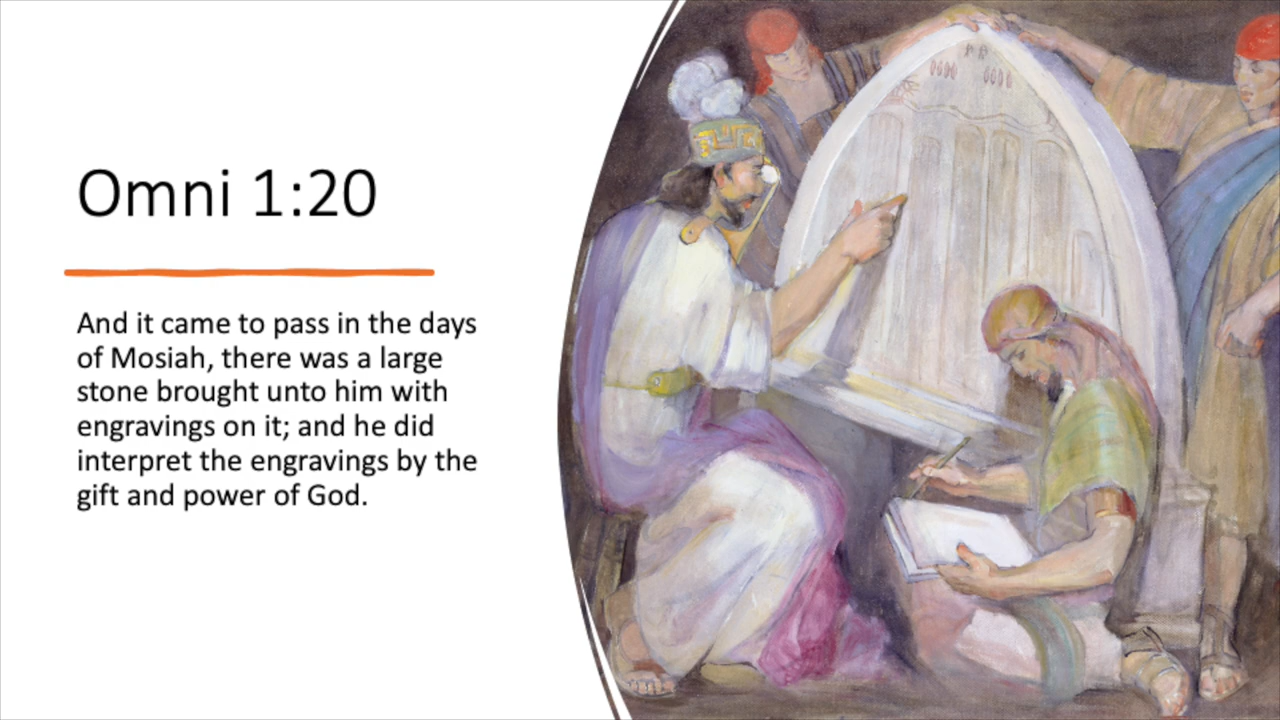 Omni 1:20
And it came to pass in the days
of Mosiah, there was a large
stone brought unto him with
engravings on it; and he did
interpret the engravings by the
gift and power of God.